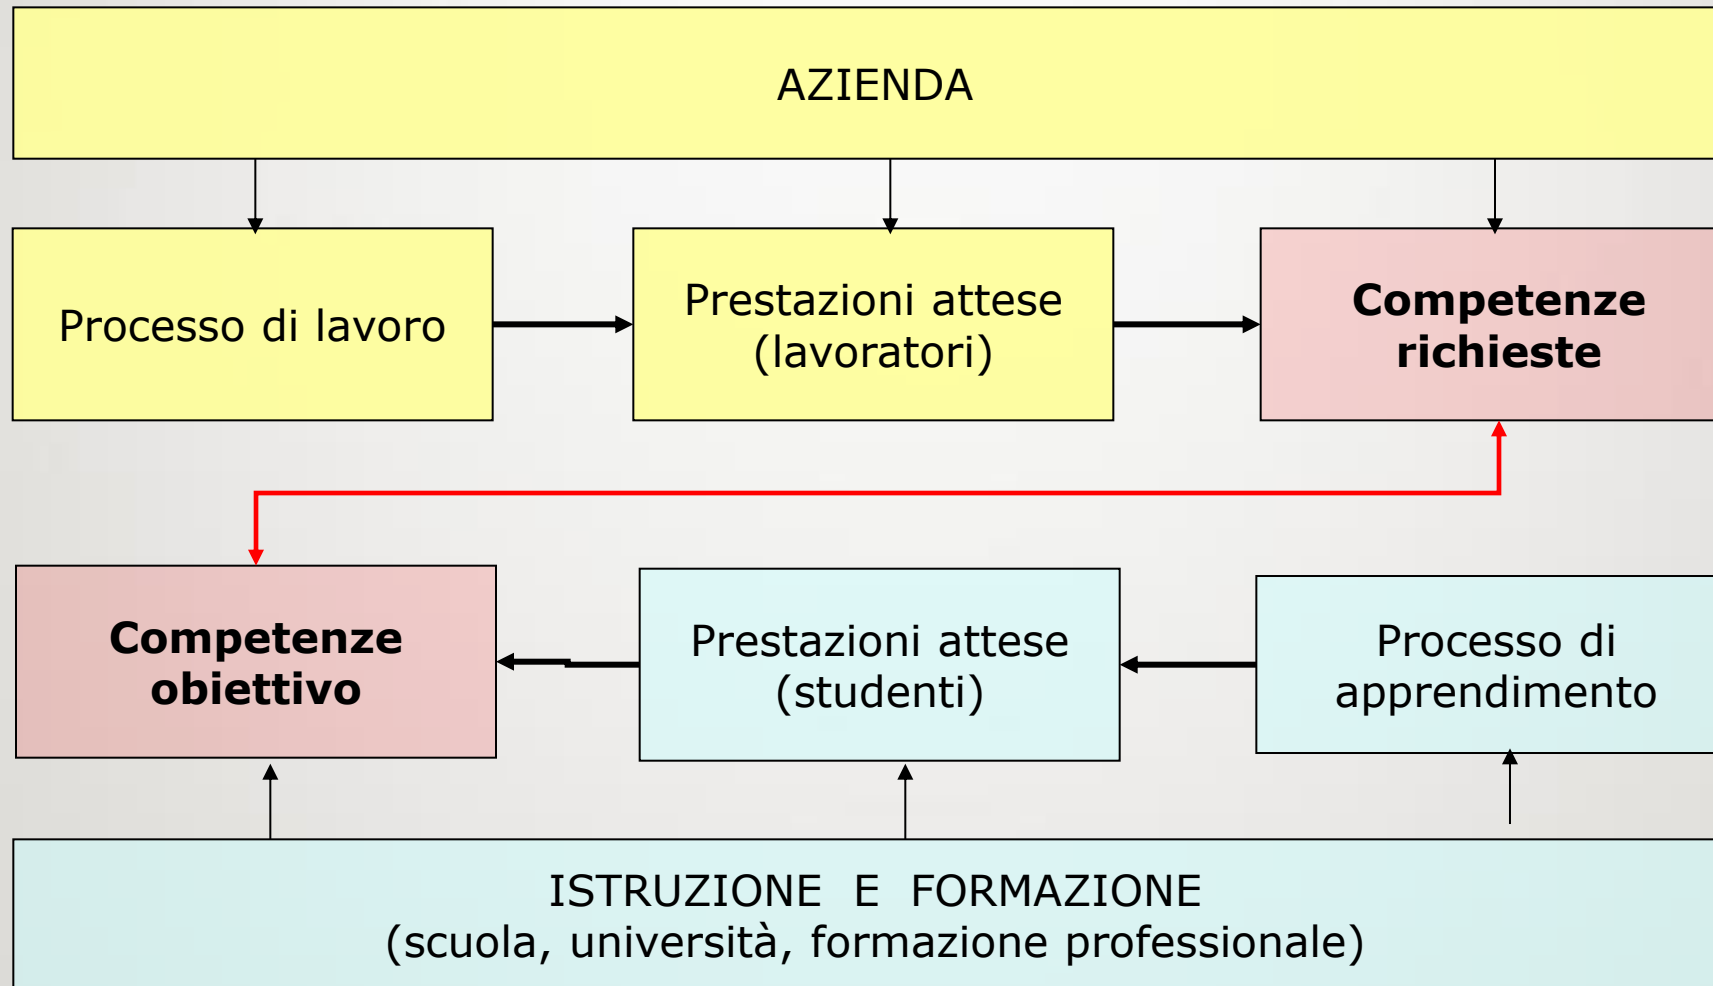 AZIENDA
Processo di lavoro
Prestazioni attese
(lavoratori)
Competenze
richieste
Competenze
obiettivo
Prestazioni attese
(studenti)
Processo di
apprendimento
ISTRUZIONE E FORMAZIONE
(scuola, università, formazione professionale)